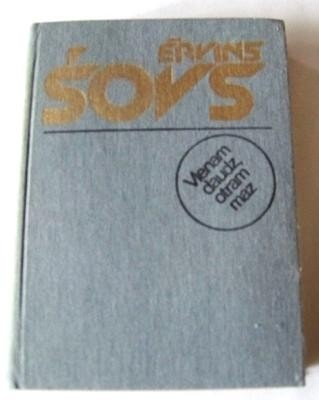 ĒRVINS
ŠOVS
Vienam
daudz,
otram
maz